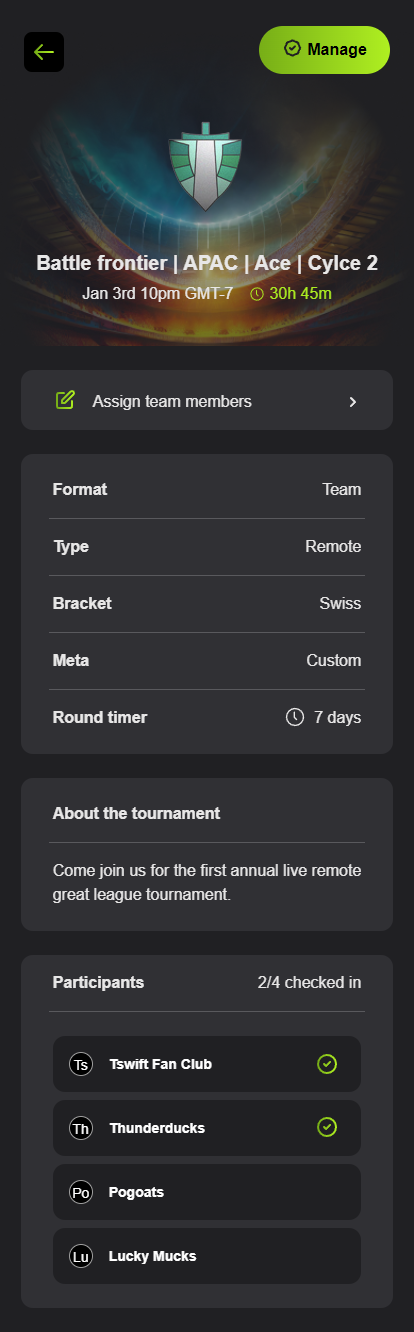 Manage
Battle frontier | APAC | Ace | Cylce 2
Jan 3rd 10pm GMT-7 30h 45m
Assign team members
Format Team
Type Remote
Bracket Swiss
Meta Custom
Round timer 7 days
About the tournament
Come join us for the first annual live remote
great league tournament.
Participants 2/4 checked in
Ts Tswift Fan Club
Th Thunderducks
Po Pogoats
Lu Lucky Mucks